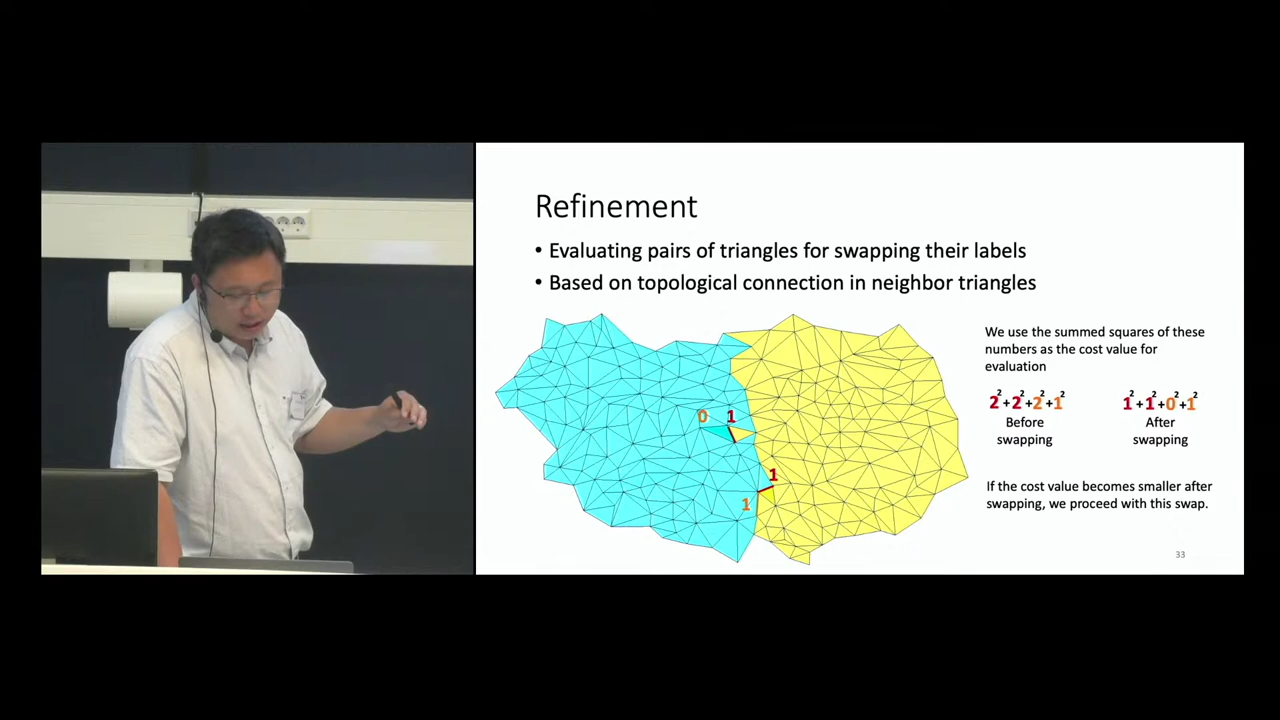 Refinement
• Evaluating pairs of triangles for swapping their labels
• Based on topological connection in neighbor triangles
We use the summed squares of these
numbers as the cost value for
evaluation
2²+2²+2²+1²
Before
swapping
1²+1²+0²+1²
After
swapping
0 1
1
1
If the cost value becomes smaller after
swapping, we proceed with this swap.
33